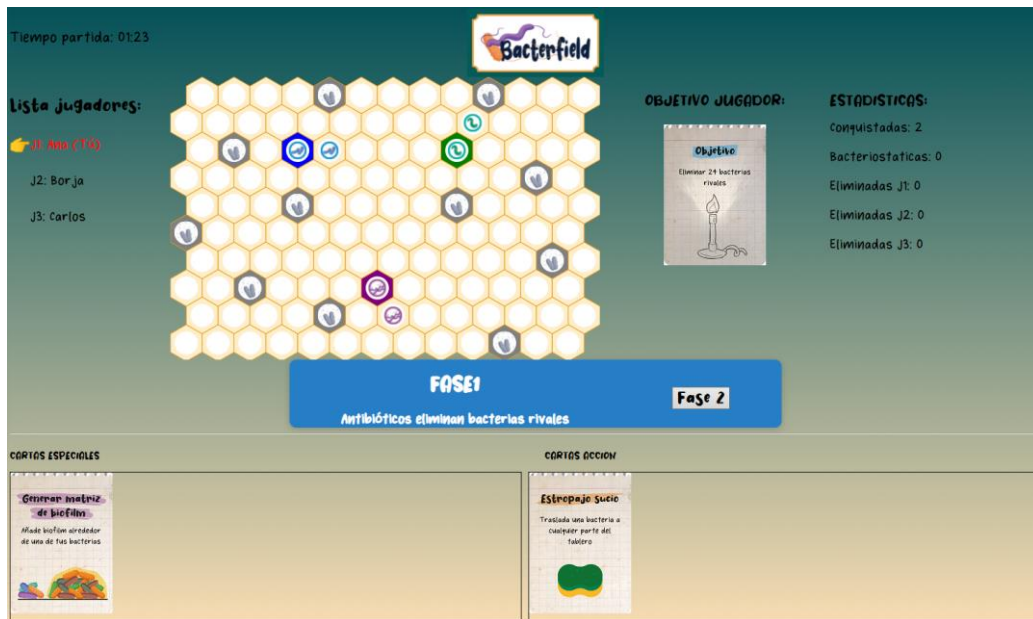 Tiempo partida: 01:23
Bacterfield
Lista jugadores:
J1: Ana (TÚ)
J2: Borja
J3: Carlos
OBJETIVO JUGADOR:
Objetivo
Eliminar 24 bacterias
rivales
ESTADISTICAS:
Conquistadas: 2
Bacteriostaticas: 0
Eliminadas J1: 0
Eliminadas J2: 0
Eliminadas J3: 0
FASE1
Antibióticos eliminan bacterias rivales
Fase 2
CARTAS ESPECIALES
Generar matriz
de biofilm
Añade biofilm alrededor
de una de tus bacterias
CARTAS ACCION
Estropajo Sucio
Traslada una bacteria a
cualquier parte del
tablero